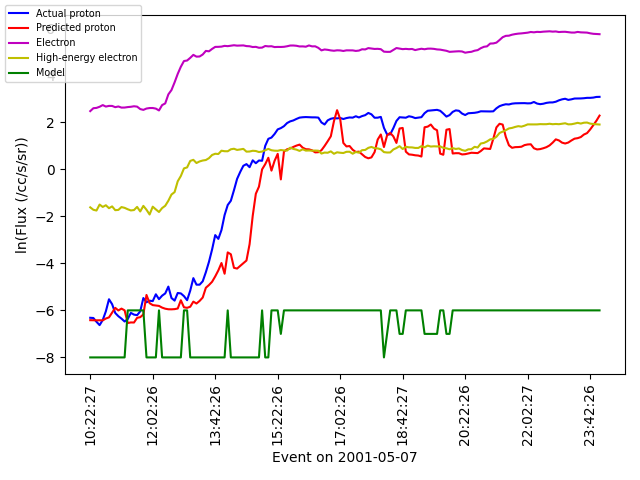 Actual proton
Predicted proton
Electron
High-energy electron
Model
2
0
−2
−4
−6
−8
ln(Flux (/cc/s/sr))
10:22:27
12:02:26
13:42:26
15:22:26
17:02:26
18:42:27
20:22:26
22:02:27
23:42:26
Event on 2001-05-07